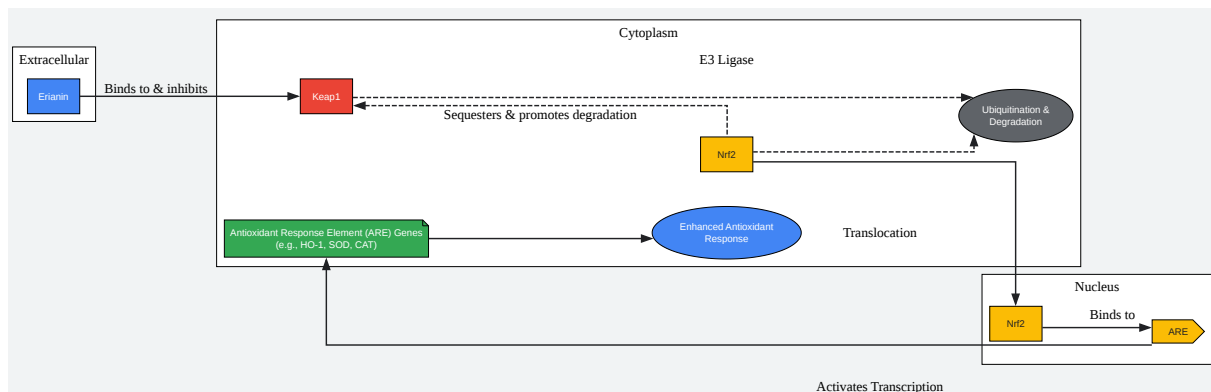 Cytoplasm
Extracellular
E3 Ligase
Erianin
Binds to & inhibits
Keap1
Sequesters & promotes degradation
Ubiquitination &
Degradation
Nrf2
Antioxidant Response Element (ARE) Genes
(e.g., HO-1, SOD, CAT)
Enhanced Antioxidant
Response
Translocation
Nucleus
Nrf2
Binds to
ARE
Activates Transcription